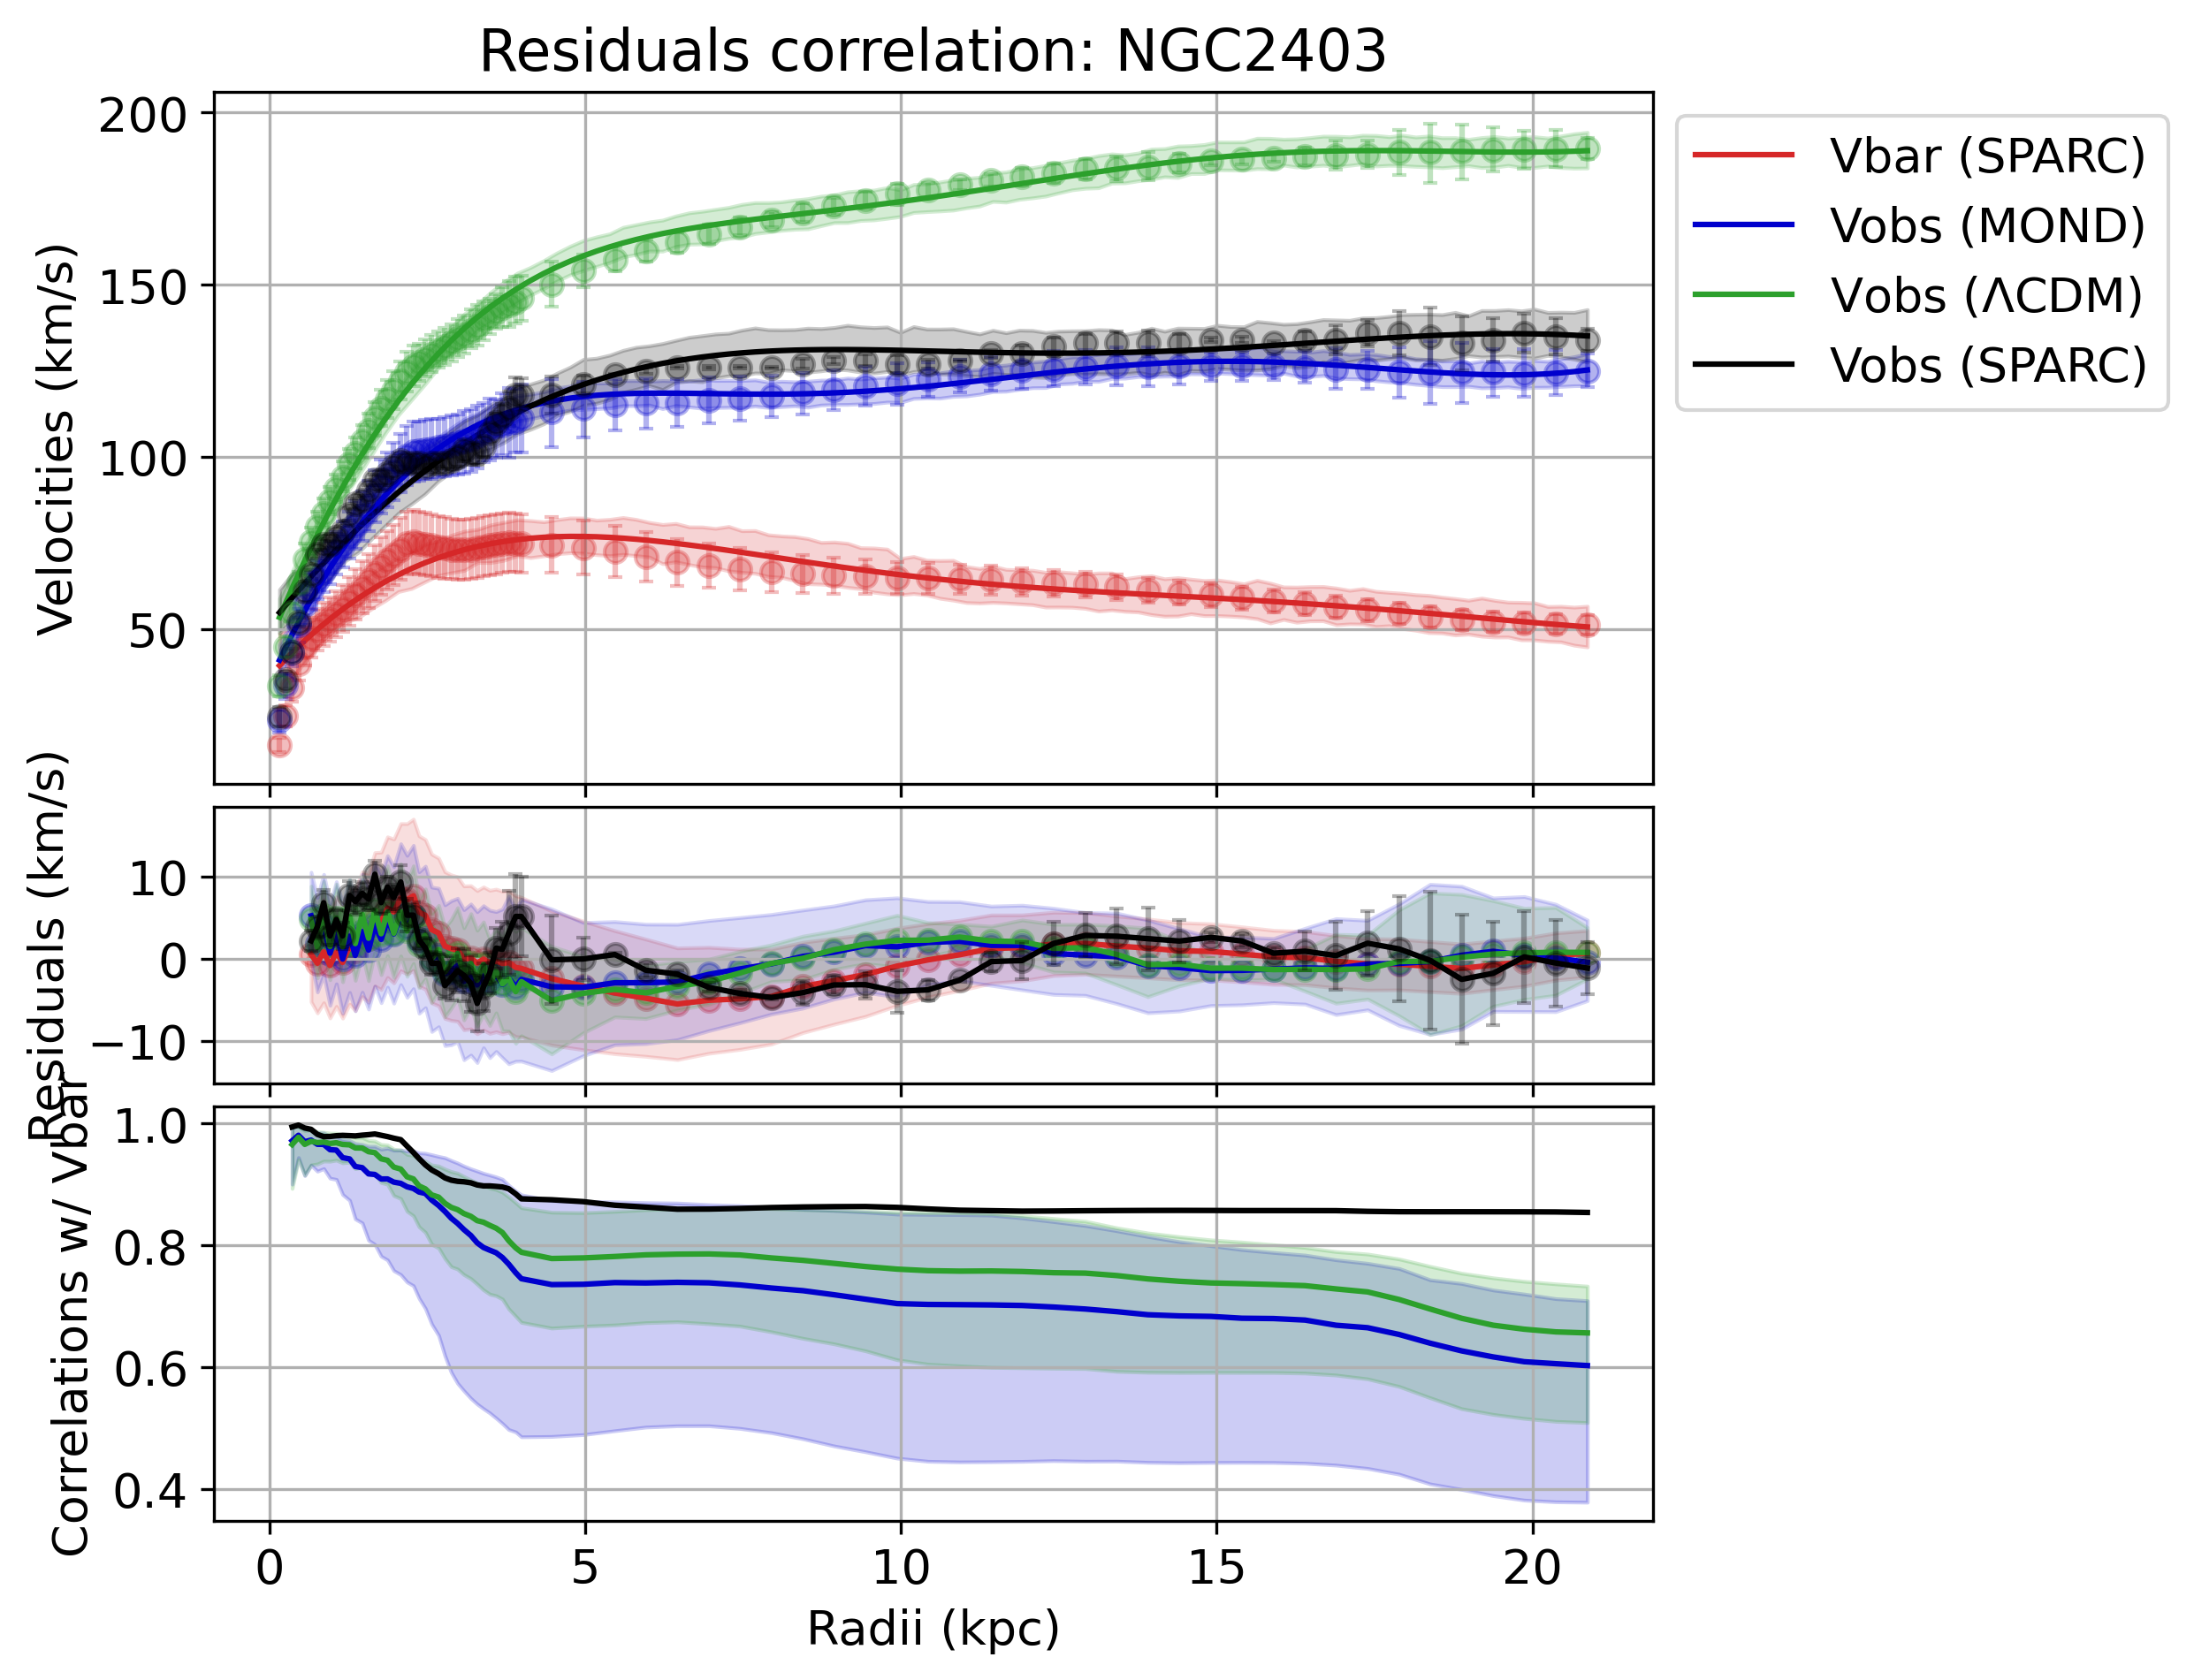 Residuals correlation: NGC2403
200
150
100
50
Velocities (km/s)
Vbar (SPARC)
Vobs (MOND)
Vobs (ΛCDM)
Vobs (SPARC)
10
0
−10
Residuals (km/s)
1.0
0.8
0.6
0.4
Correlations w/ Vbar
0 5 10 15 20
Radii (kpc)